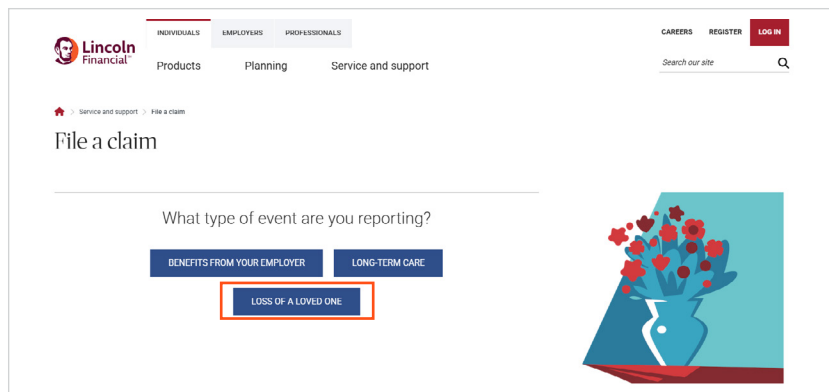 INDIVIDUALS EMPLOYERS PROFESSIONALS
CAREERS REGISTER LOG IN
Lincoln
Financial™
Products Planning Service and support
Search our site
> Service and support > File a claim
File a claim
What type of event are you reporting?
BENEFITS FROM YOUR EMPLOYER LONG-TERM CARE
LOSS OF A LOVED ONE